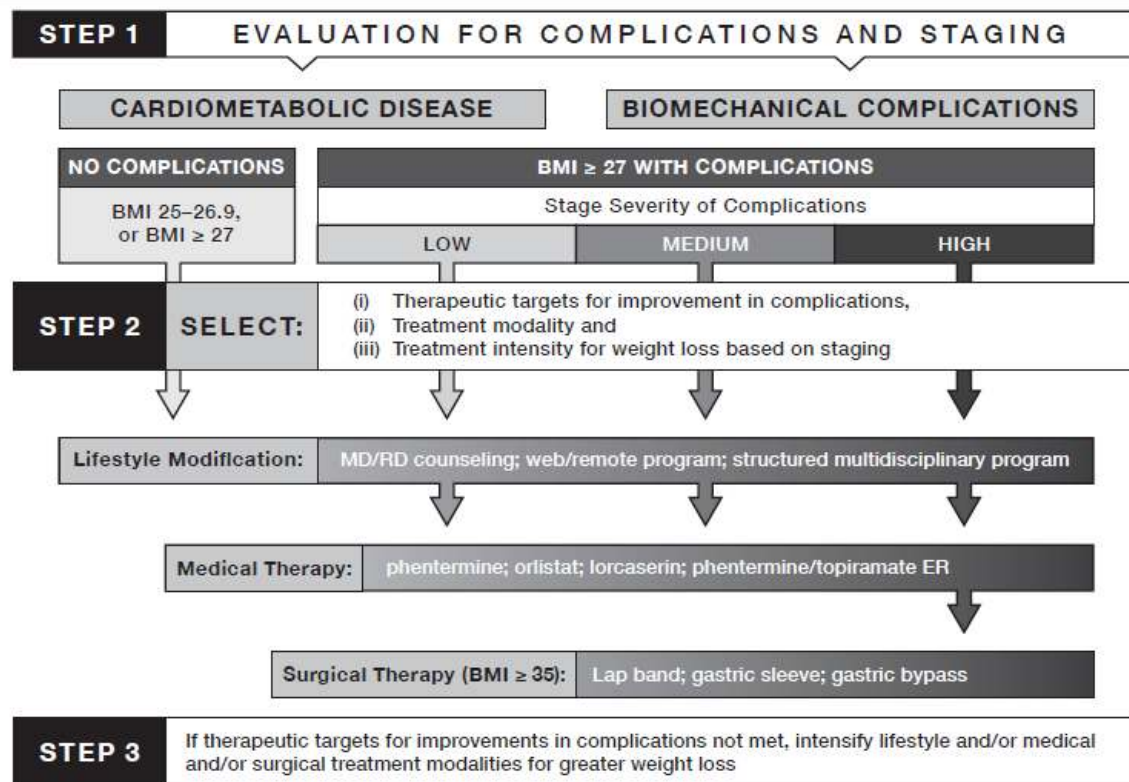 STEP 1
EVALUATION FOR COMPLICATIONS AND STAGING
CARDIOMETABOLIC DISEASE
BIOMECHANICAL COMPLICATIONS
NO COMPLICATIONS
BMI 25–26.9,
or BMI ≥ 27
BMI ≥ 27 WITH COMPLICATIONS
Stage Severity of Complications
LOW
MEDIUM
HIGH
STEP 2
SELECT:
(i) Therapeutic targets for improvement in complications,
(ii) Treatment modality and
(iii) Treatment intensity for weight loss based on staging
Lifestyle Modification:
MD/RD counseling; web/remote program; structured multidisciplinary program
Medical Therapy:
phentermine; orlistat; lorcaserin; phentermine/topiramate ER
Surgical Therapy (BMI ≥ 35):
Lap band; gastric sleeve; gastric bypass
STEP 3
If therapeutic targets for improvements in complications not met, intensify lifestyle and/or medical
and/or surgical treatment modalities for greater weight loss